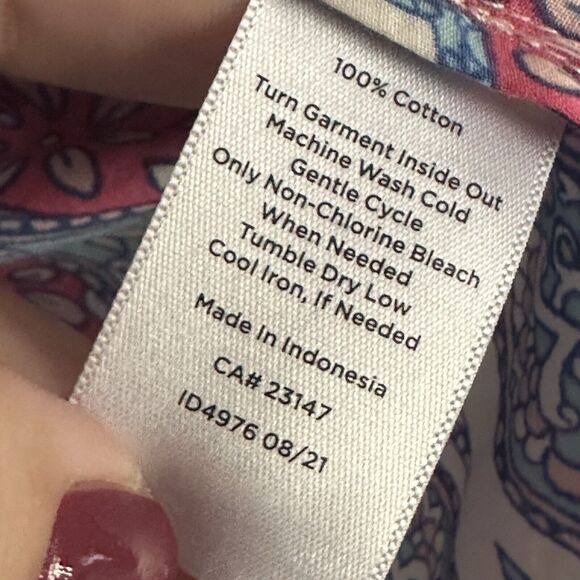 100% Cotton
Turn Garment Inside Out
Machine Wash Cold
Gentle Cycle
Only Non-Chlorine Bleach
When Needed
Tumble Dry Low
Cool Iron, If Needed
Made In Indonesia
CA# 23147
ID4976 08/21